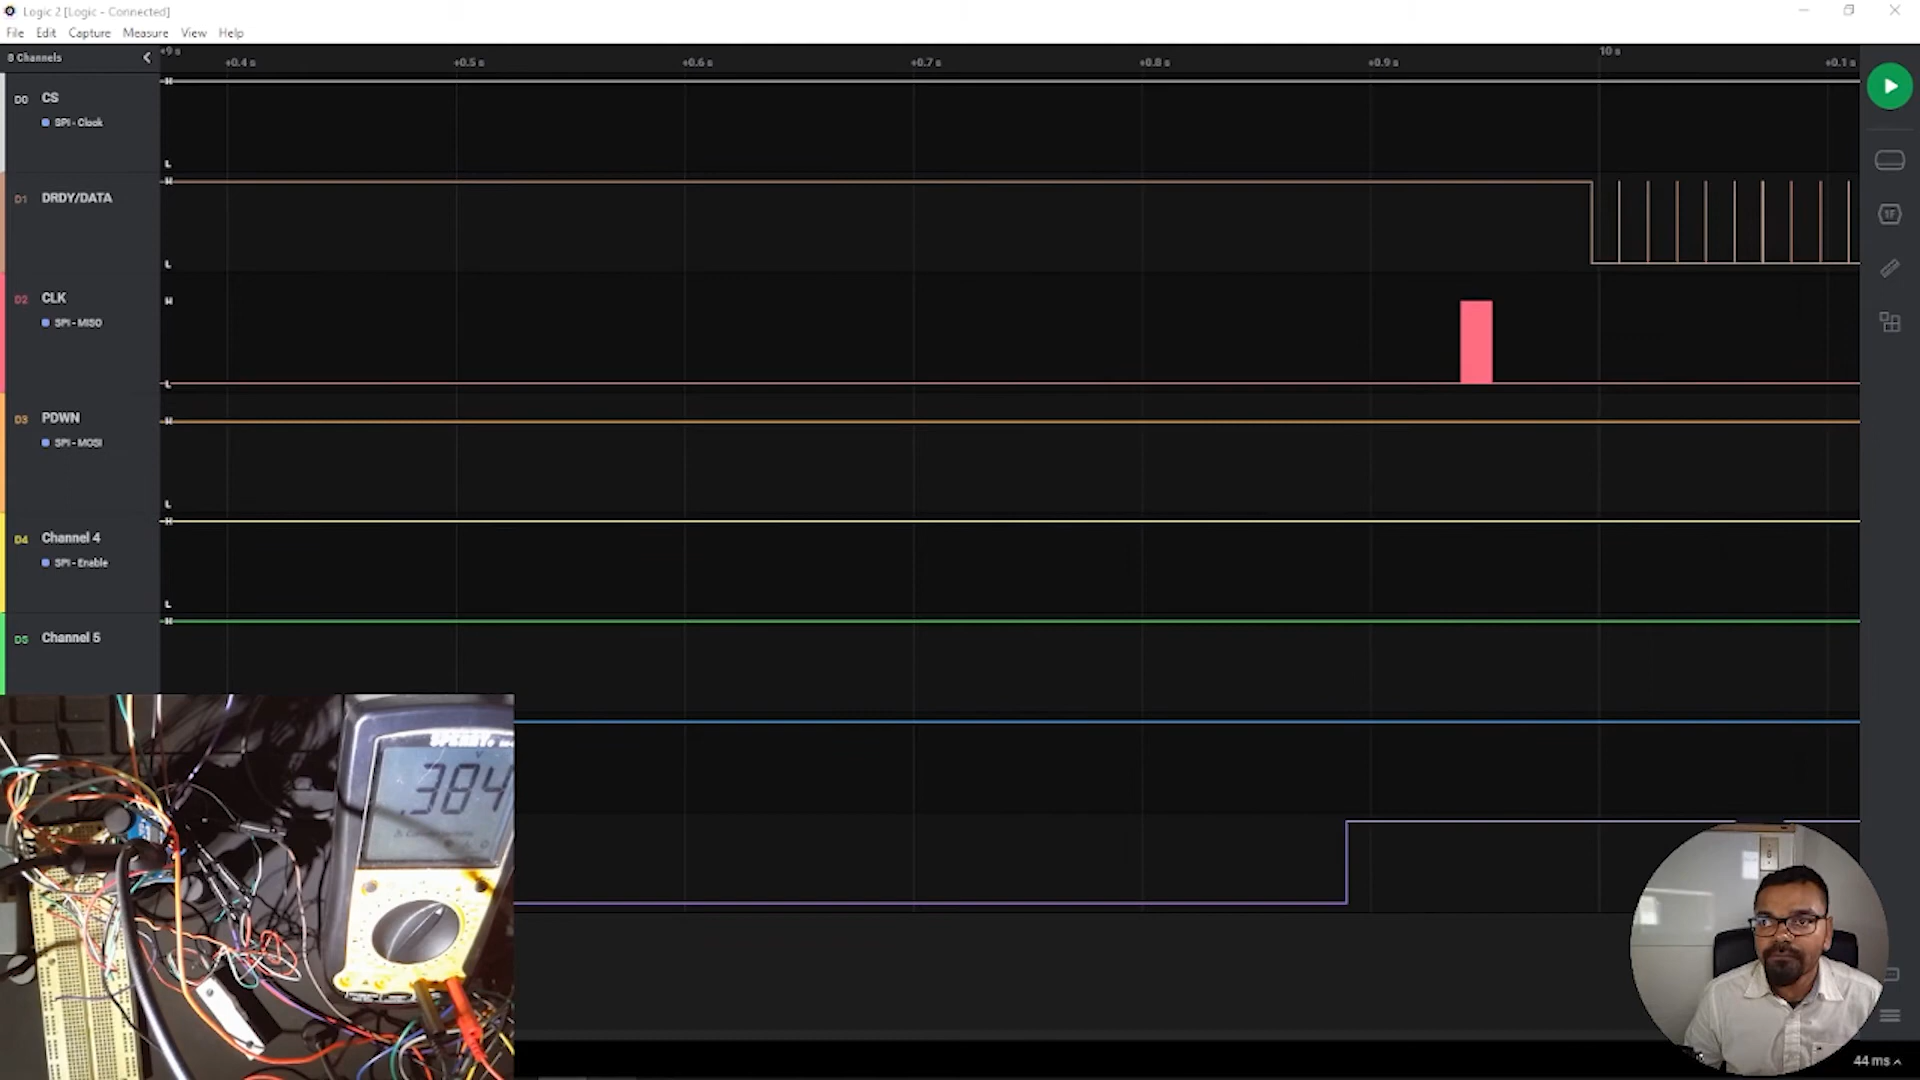 Logic 2 [Logic - Connected]
File Edit Capture Measure View Help
8 Channels
+9 s
10 s
+0.4 s +0.5 s +0.6 s +0.7 s +0.8 s +0.9 s +0.1 s
D0 CS
SPI - Clock
H
L
D1 DRDY/DATA
H
L
D2 CLK
SPI - MISO
H
L
D3 PDWN
SPI - MOSI
H
L
D4 Channel 4
SPI - Enable
H
L
D5 Channel 5
H
1F
.384
V
44 ms